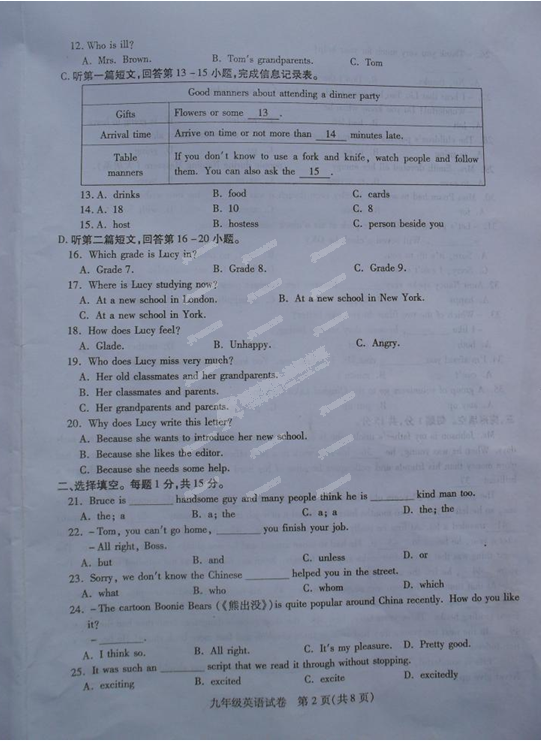 12. Who is ill?
A. Mrs. Brown. B. Tom's grandparents. C. Tom
C. 听第一篇短文,回答第13-15小题,完成信息记录表。
Good manners about attending a dinner party
Gifts Flowers or some 13 .
Arrival time Arrive on time or not more than 14 minutes late.
Table manners If you don't know to use a fork and knife, watch people and follow
them. You can also ask the 15 .
13. A. drinks B. food C. cards
14. A. 18 B. 10 C. 8
15. A. host B. hostess C. person beside you
D. 听第二篇短文,回答第16-20小题。
16. Which grade is Lucy in?
A. Grade 7. B. Grade 8. C. Grade 9.
17. Where is Lucy studying now?
A. At a new school in London. B. At a new school in New York.
C. At a new school in York.
18. How does Lucy feel?
A. Glade. B. Unhappy. C. Angry.
19. Who does Lucy miss very much?
A. Her old classmates and her grandparents.
B. Her classmates and parents.
C. Her grandparents and parents.
20. Why does Lucy write this letter?
A. Because she wants to introduce her new school.
B. Because she likes the editor.
C. Because she needs some help.
二、选择填空。每题1分,共15分。
21. Bruce is ________ handsome guy and many people think he is ________ kind man too.
A. the; a B. a; the C. a; a D. the; the
22. -Tom, you can't go home, ________ you finish your job.
-All right, Boss.
A. but B. and C. unless D. or
23. Sorry, we don't know the Chinese ________ helped you in the street.
A. what B. who C. whom D. which
24. -The cartoon Boonie Bears (《熊出没》) is quite popular around China recently. How do you like
it?
- ________.
A. I think so. B. All right. C. It's my pleasure. D. Pretty good.
25. It was such an ________ script that we read it through without stopping.
A. exciting B. excited C. excite D. excitedly
九年级英语试卷 第2页(共8页)